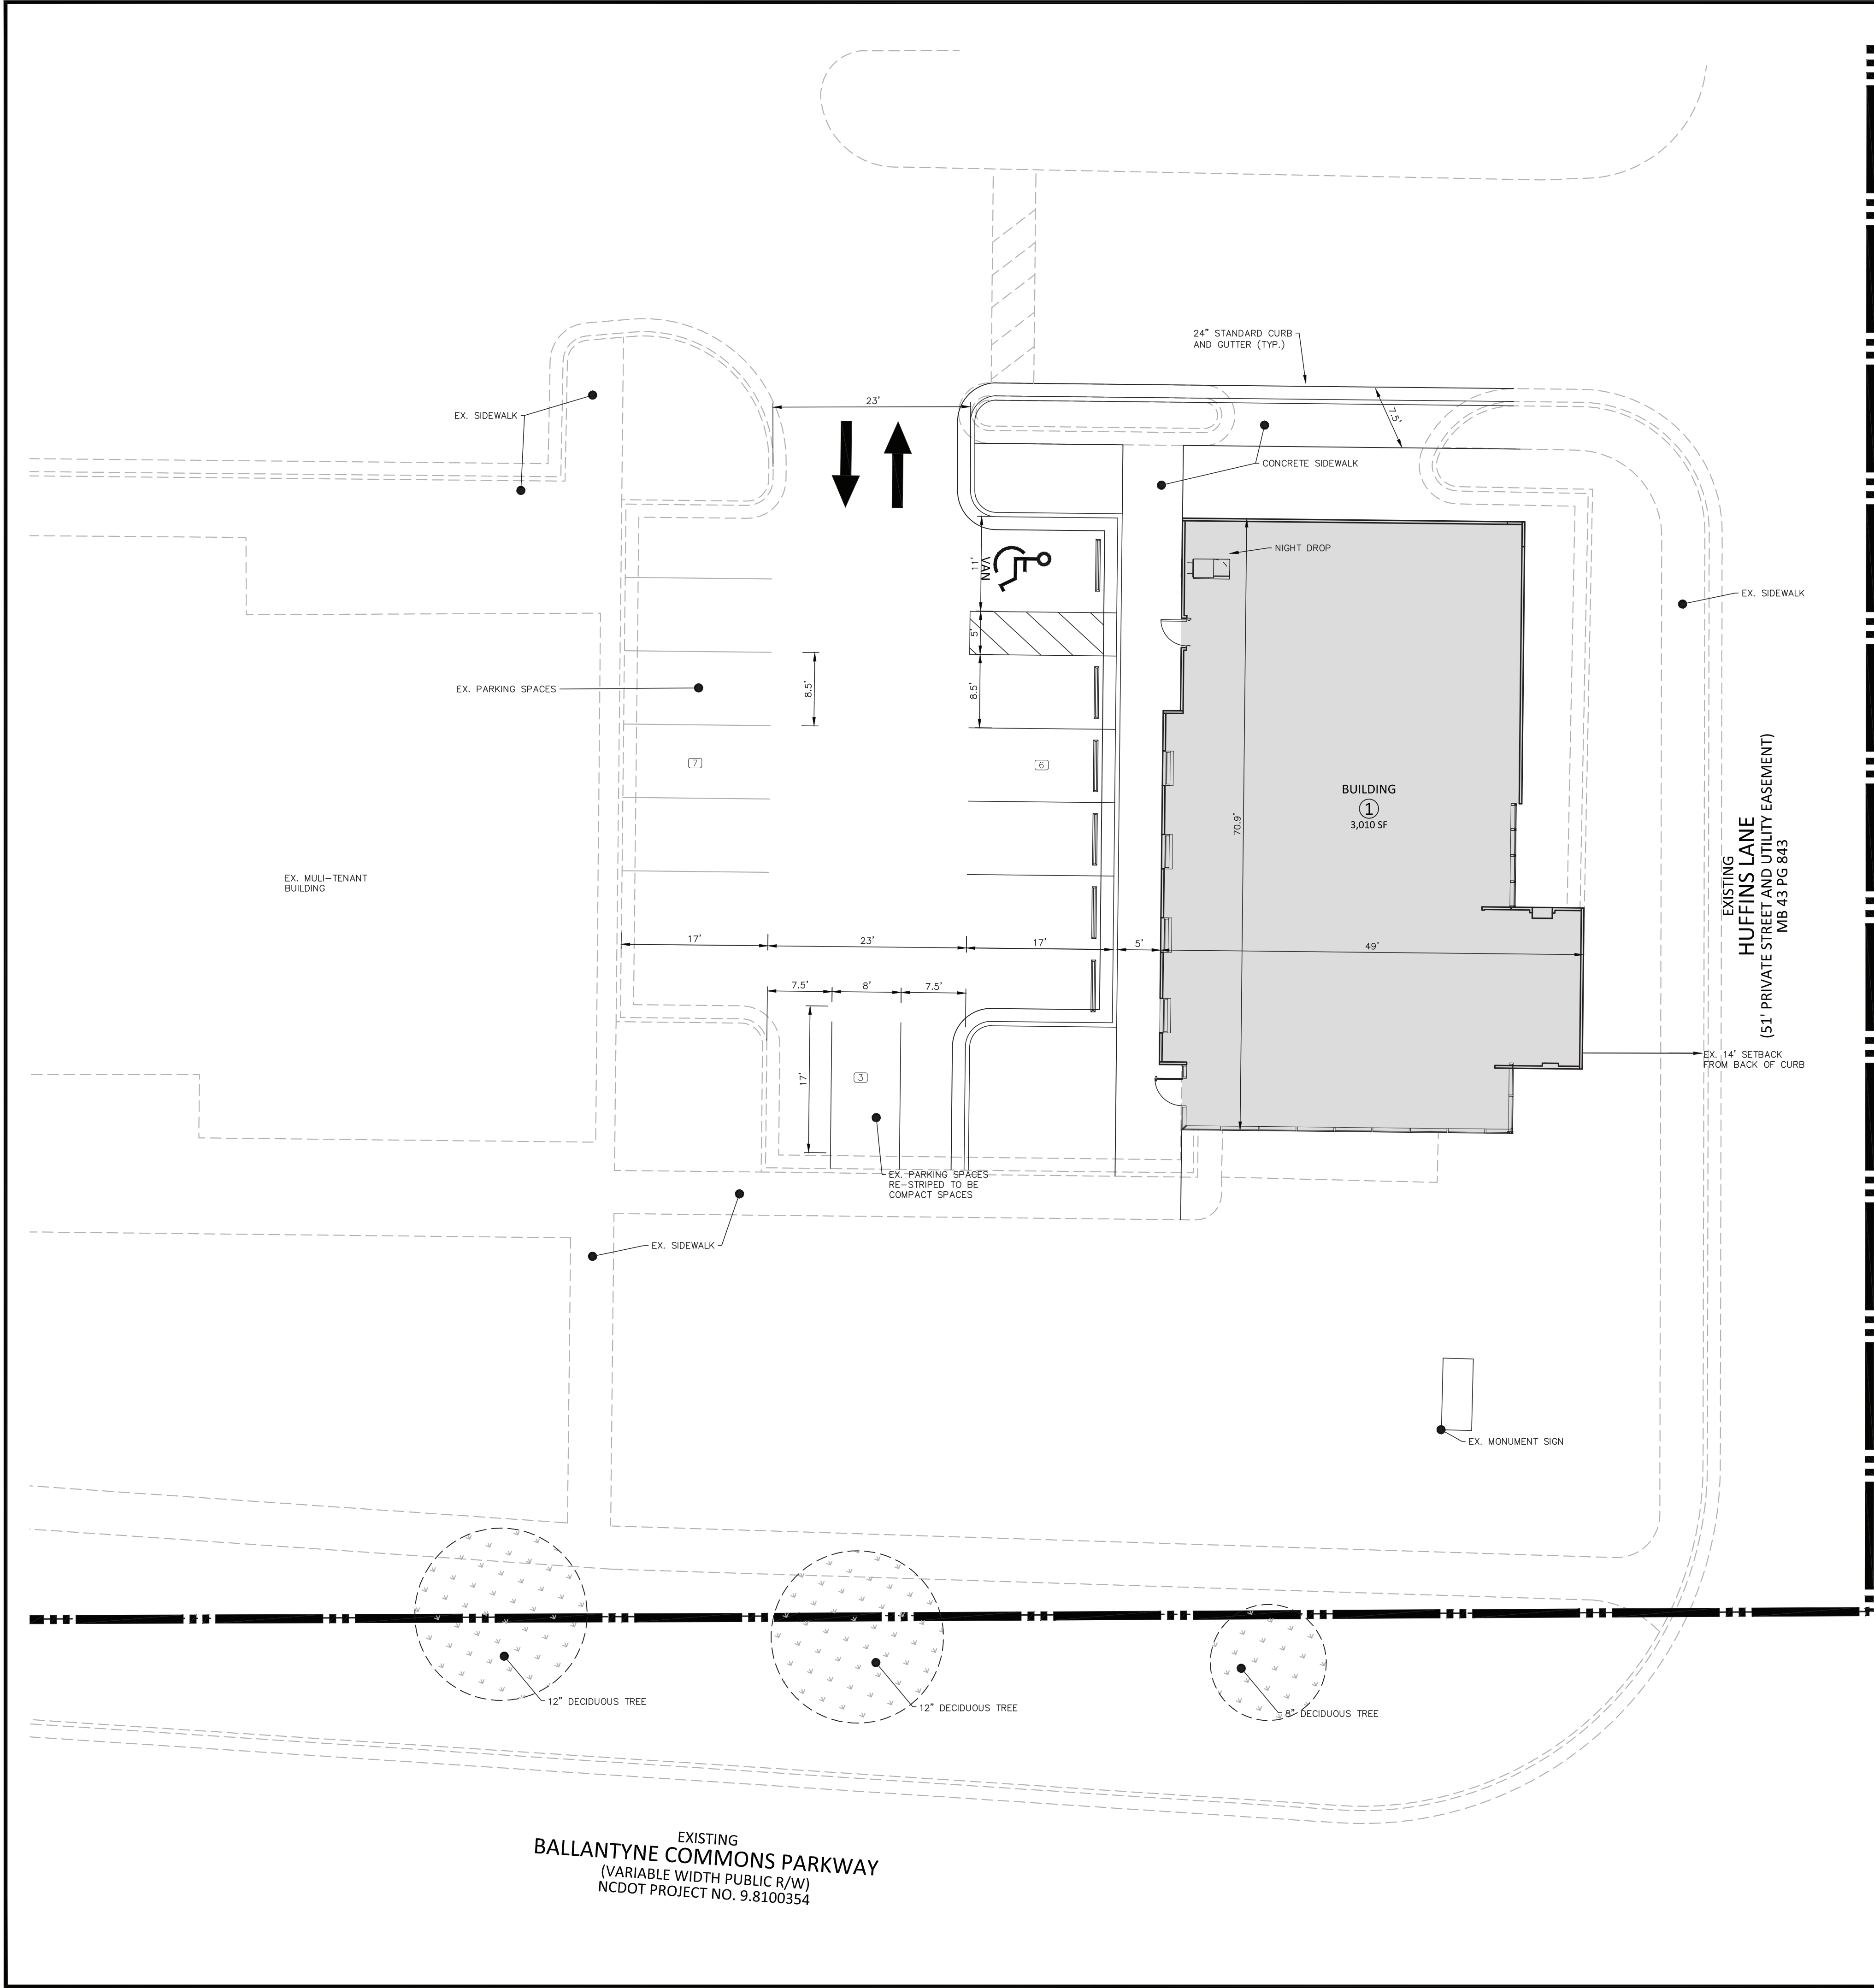 24" STANDARD CURB
AND GUTTER (TYP.)
EX. SIDEWALK
23'
7.5'
CONCRETE SIDEWALK
NIGHT DROP
11'
VAN
5'
EX. SIDEWALK
EX. PARKING SPACES
8.5'
8.5'
7
6
BUILDING
1
3,010 SF
70.9'
EX. MULI-TENANT
BUILDING
EXISTING
HUFFINS LANE
(51' PRIVATE STREET AND UTILITY EASEMENT)
MB 43 PG 843
17'
23'
17'
5'
49'
7.5'
8'
7.5'
17'
3
EX. 14' SETBACK
FROM BACK OF CURB
EX. PARKING SPACES
RE-STRIPED TO BE
COMPACT SPACES
EX. SIDEWALK
EX. MONUMENT SIGN
12" DECIDUOUS TREE
12" DECIDUOUS TREE
8" DECIDUOUS TREE
EXISTING
BALLANTYNE COMMONS PARKWAY
(VARIABLE WIDTH PUBLIC R/W)
NCDOT PROJECT NO. 9.8100354